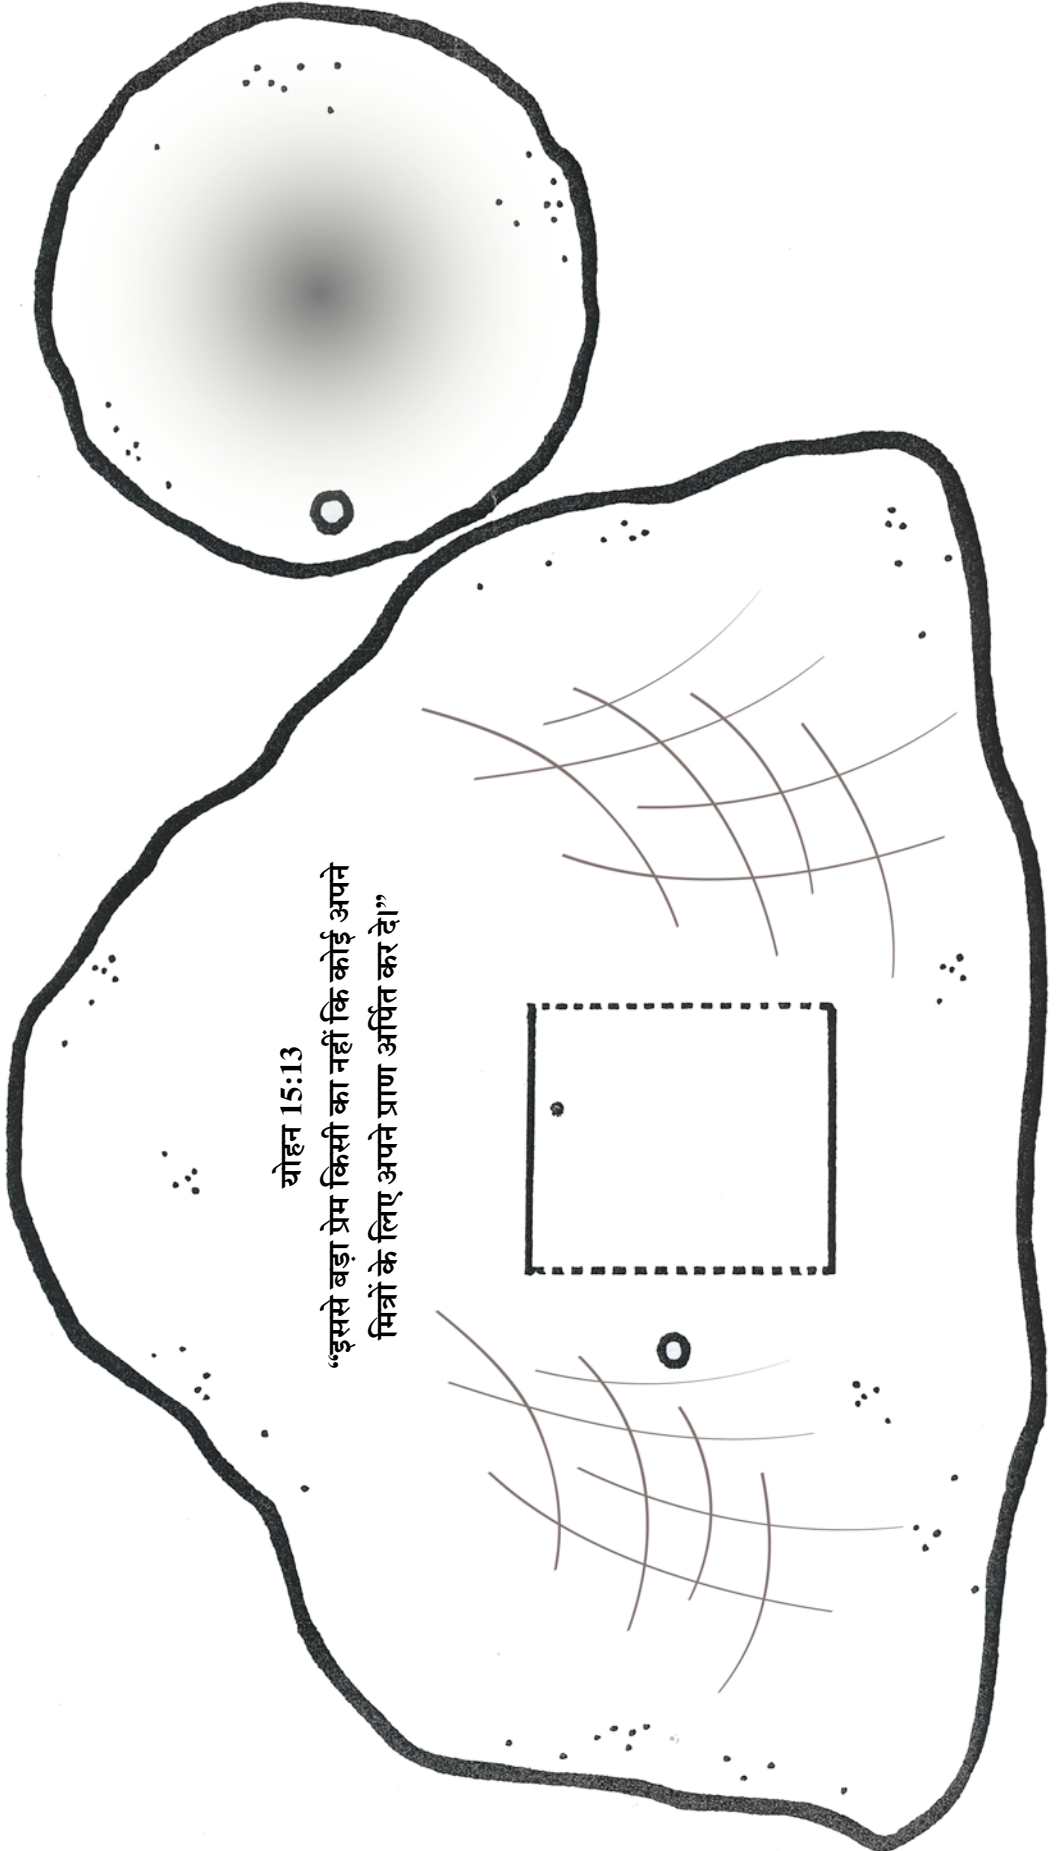 योहन 15:13
“इससे बड़ा प्रेम किसी का नहीं कि कोई अपने
मित्रों के लिए अपने प्राण अर्पित कर दे।”